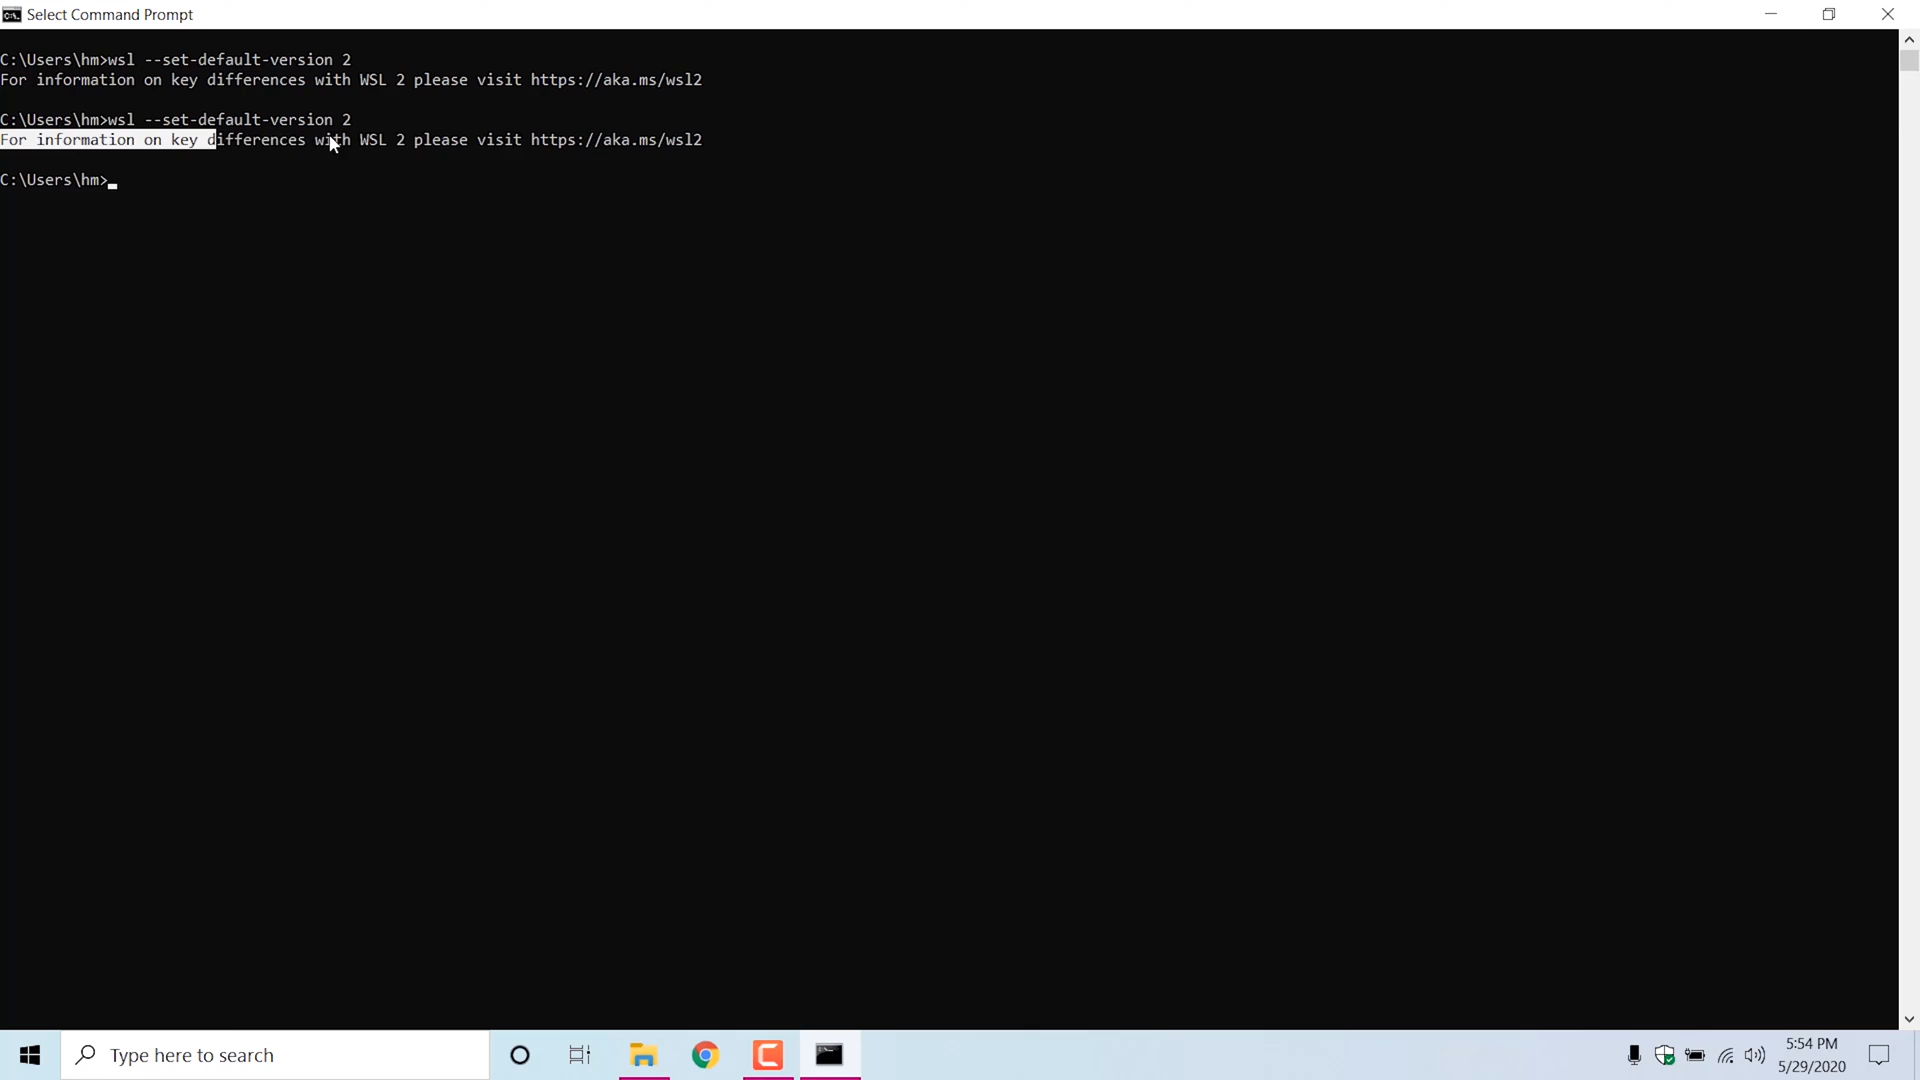 Select Command Prompt
C:\Users\hm>wsl --set-default-version 2
For information on key differences with WSL 2 please visit https://aka.ms/wsl2
C:\Users\hm>wsl --set-default-version 2
For information on key differences with WSL 2 please visit https://aka.ms/wsl2
C:\Users\hm>
Type here to search
5:54 PM
5/29/2020